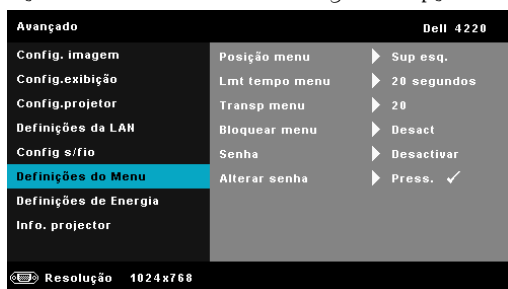 Avançado Dell 4220
Config. imagem Posição menu Sup esq.
Config.exibição Lmt tempo menu 20 segundos
Config.projetor Transp menu 20
Definições da LAN Bloquear menu Desact
Config s/fio Senha Desactivar
Definições do Menu Alterar senha Press. ✓
Definições de Energia
Info. projector
Resolução 1024x768